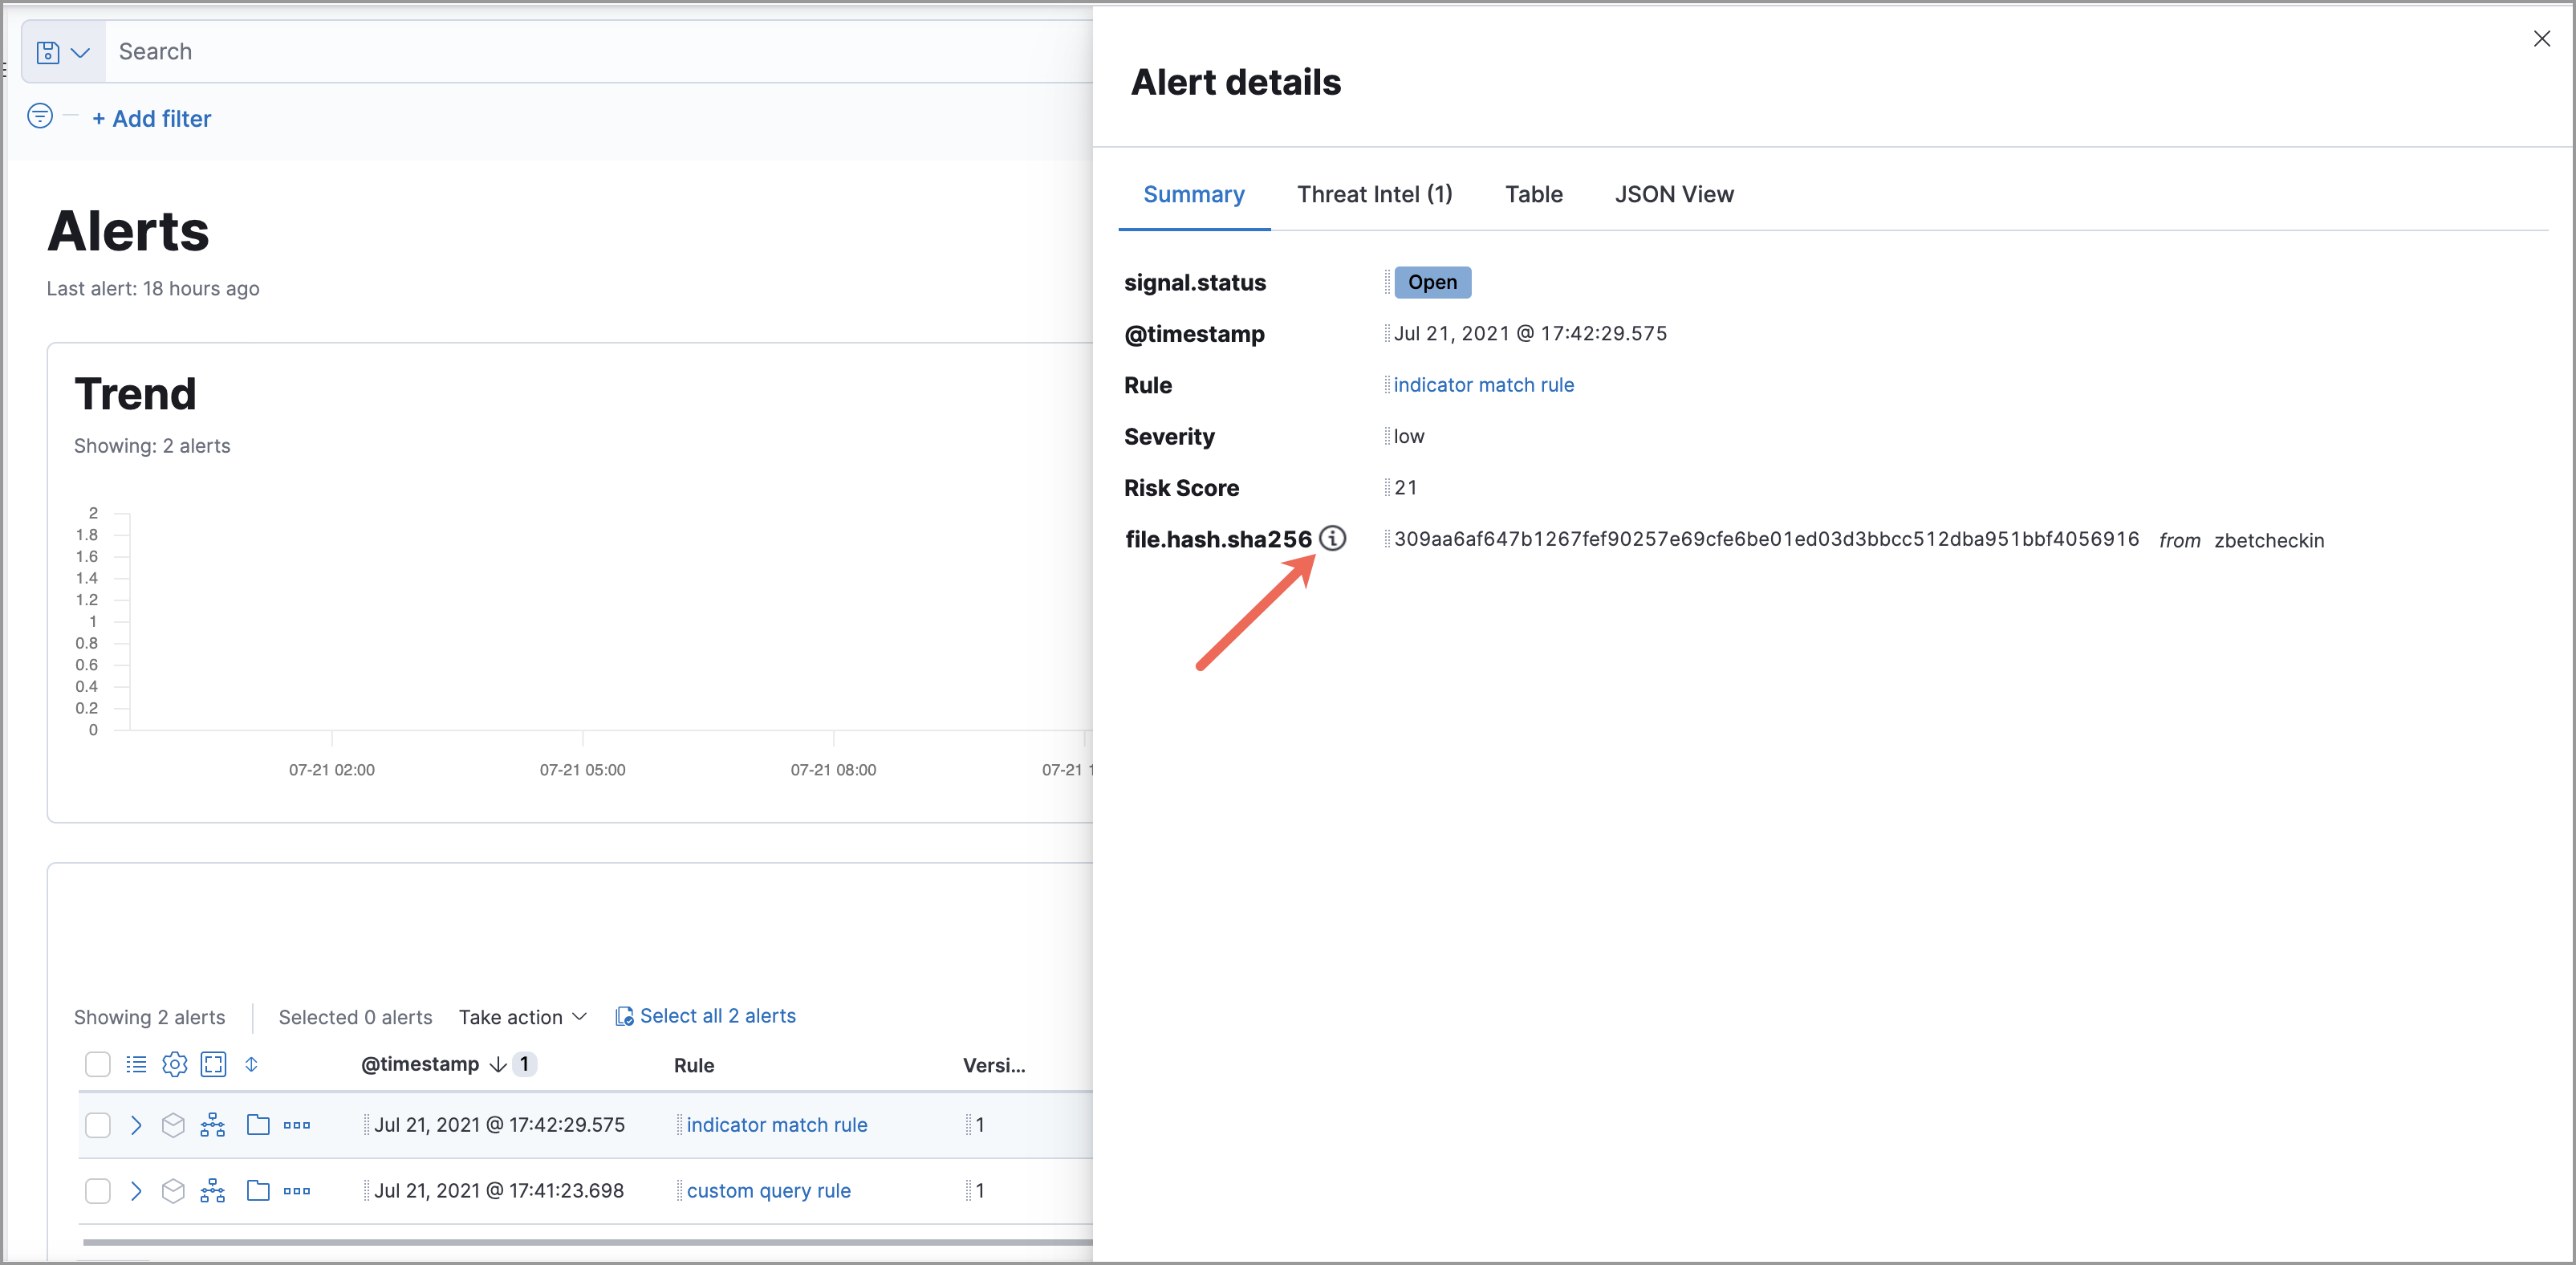 Search
+ Add filter
Alerts
Last alert: 18 hours ago
Trend
Showing: 2 alerts
2
1.8
1.6
1.4
1.2
1
0.8
0.6
0.4
0.2
0
07-21 02:00 07-21 05:00 07-21 08:00 07-21 1
Showing 2 alerts Selected 0 alerts Take action Select all 2 alerts
@timestamp 1 Rule Versi...
Jul 21, 2021 @ 17:42:29.575 indicator match rule 1
Jul 21, 2021 @ 17:41:23.698 custom query rule 1
Alert details
Summary Threat Intel (1) Table JSON View
signal.status Open
@timestamp Jul 21, 2021 @ 17:42:29.575
Rule indicator match rule
Severity low
Risk Score 21
file.hash.sha256 309aa6af647b1267fef90257e69cfe6be01ed03d3bbcc512dba951bbf4056916 from zbetcheckin